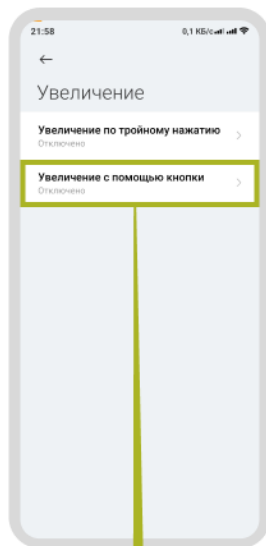 21:58 0,1 КБ/с
←
Увеличение
Увеличение по тройному нажатию
Отключено
Увеличение с помощью кнопки
Отключено